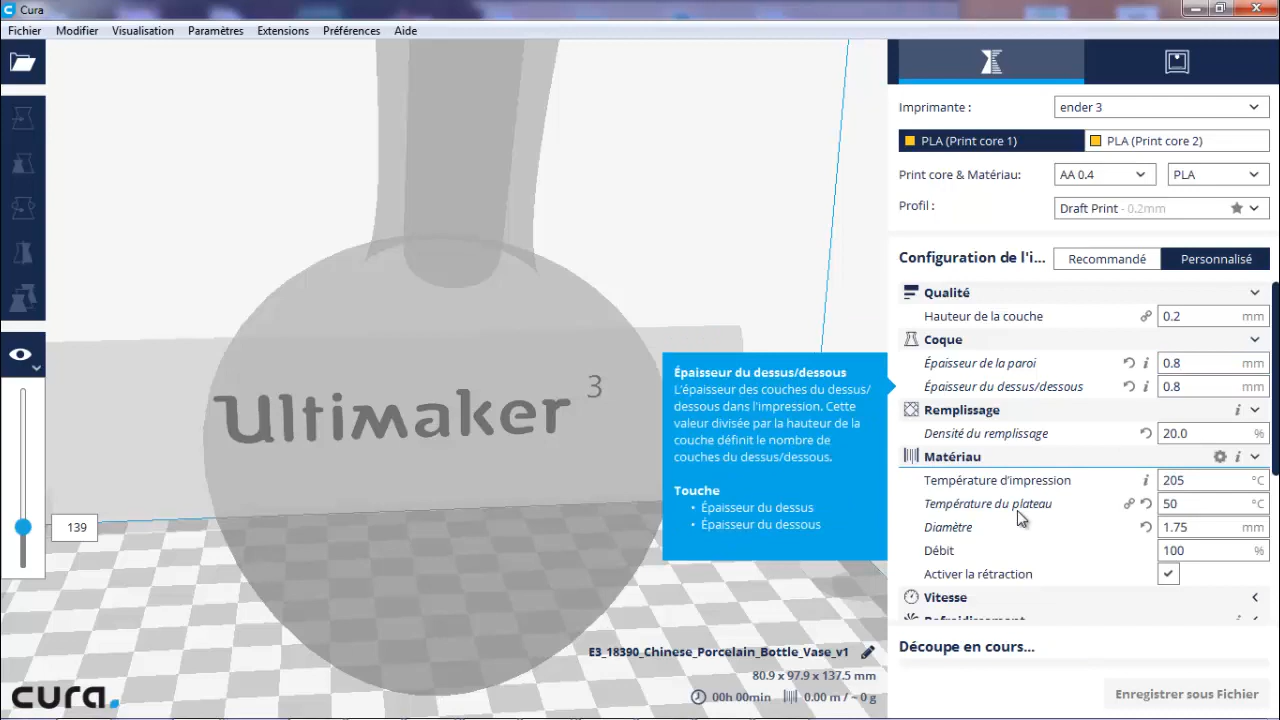 Cura
Fichier Modifier Visualisation Paramètres Extensions Préférences Aide
Imprimante : ender 3
PLA (Print core 1) PLA (Print core 2)
Print core & Matériau: AA 0.4 PLA
Profil : Draft Print - 0.2mm
Configuration de l'i... Recommandé Personnalisé
Qualité
Hauteur de la couche 0.2 mm
Coque
Épaisseur de la paroi i 0.8 mm
Épaisseur du dessus/dessous i 0.8 mm
Remplissage i
Densité du remplissage 20.0 %
Matériau i
Température d'impression i 205 °C
Température du plateau 50 °C
Diamètre 1.75 mm
Débit 100 %
Activer la rétraction
Vitesse
Refroidissement
Découpe en cours...
Enregistrer sous Fichier
Épaisseur du dessus/dessous
L'épaisseur des couches du dessus/
dessous dans l'impression. Cette
valeur divisée par la hauteur de la
couche définit le nombre de
couches du dessus/dessous.
Touche
• Épaisseur du dessus
• Épaisseur du dessous
Ultimaker 3
139
E3_18390_Chinese_Porcelain_Bottle_Vase_v1
80.9 x 97.9 x 137.5 mm
00h 00min 0.00 m / ~ 0 g
cura.